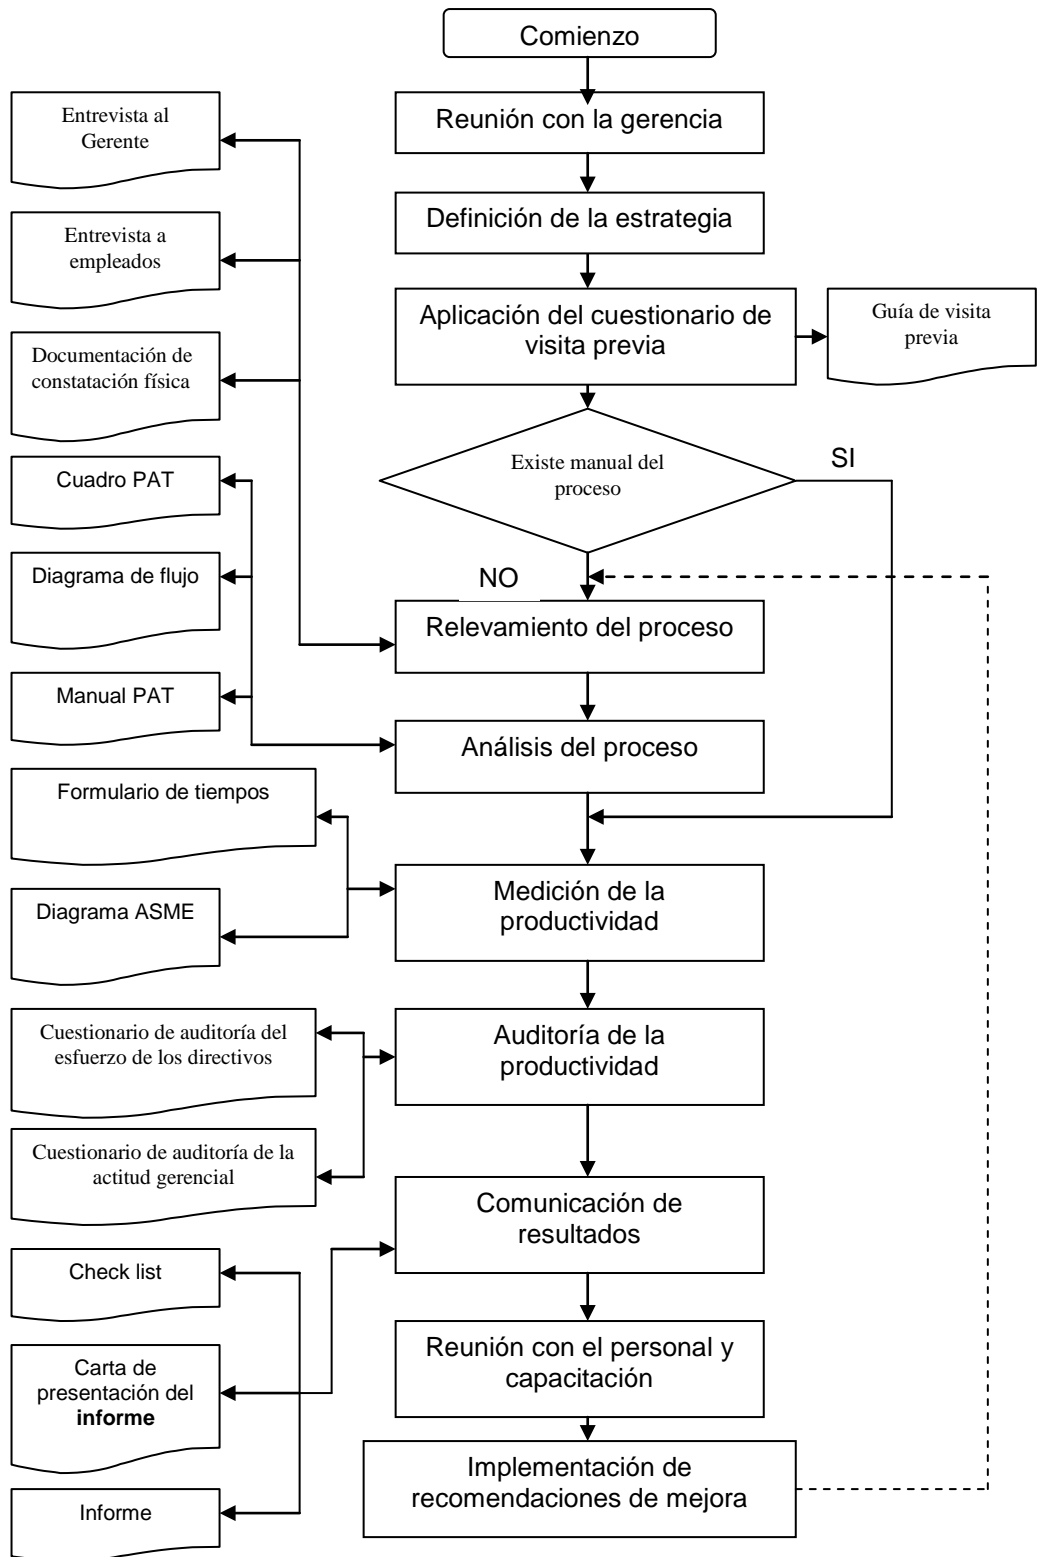 Comienzo
Reunión con la gerencia
Definición de la estrategia
Aplicación del cuestionario de
visita previa
Guía de visita
previa
Existe manual del
proceso
SI
NO
Relevamiento del proceso
Análisis del proceso
Medición de la
productividad
Auditoría de la
productividad
Comunicación de
resultados
Reunión con el personal y
capacitación
Implementación de
recomendaciones de mejora
Entrevista al
Gerente
Entrevista a
empleados
Documentación de
constatación física
Cuadro PAT
Diagrama de flujo
Manual PAT
Formulario de tiempos
Diagrama ASME
Cuestionario de auditoría del
esfuerzo de los directivos
Cuestionario de auditoría de la
actitud gerencial
Check list
Carta de
presentación del
informe
Informe